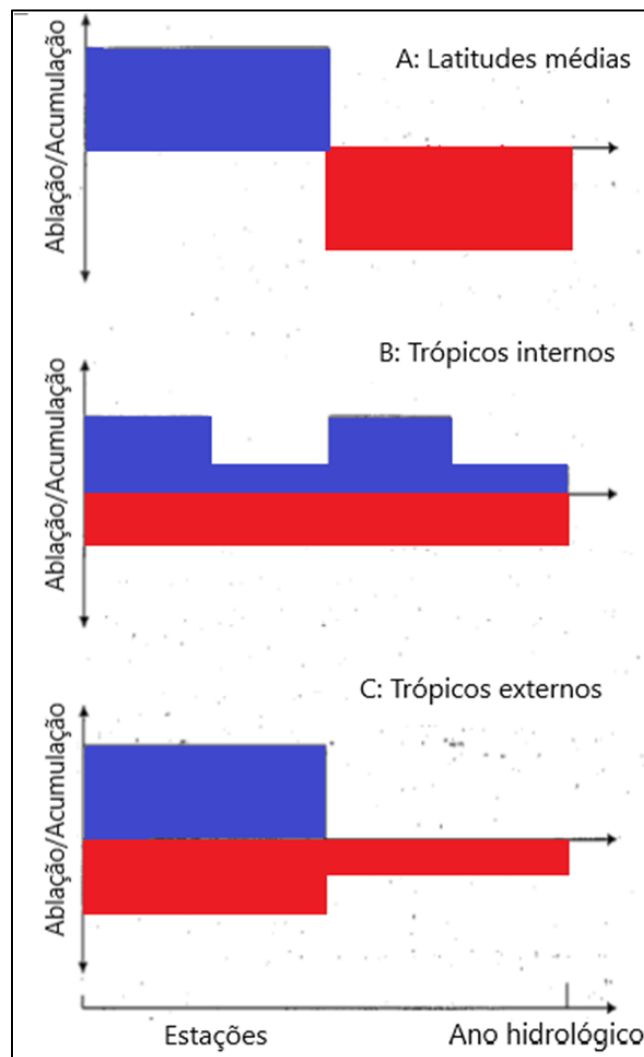 A: Latitudes médias
Ablação/Acumulação
B: Trópicos internos
Ablação/Acumulação
C: Trópicos externos
Ablação/Acumulação
Estações
Ano hidrológico